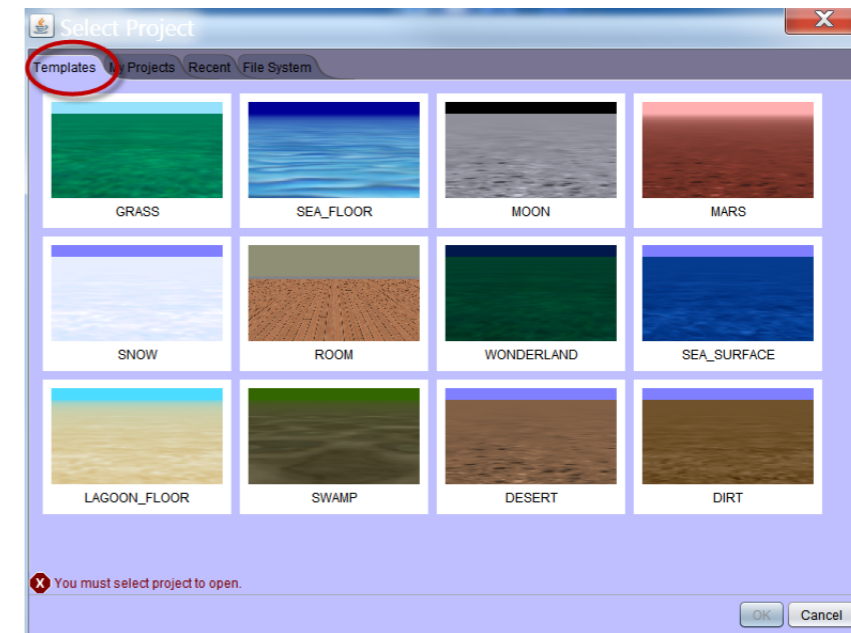 Select Project
Templates My Projects Recent File System
GRASS SEA_FLOOR MOON MARS
SNOW ROOM WONDERLAND SEA_SURFACE
LAGOON_FLOOR SWAMP DESERT DIRT
You must select project to open.
OK Cancel